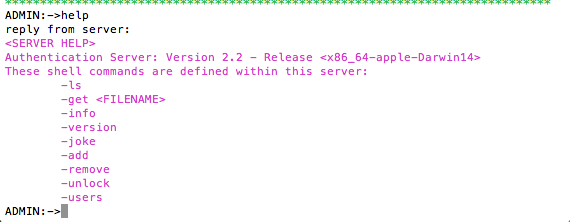 ********************************************************************************
ADMIN:->help
reply from server:
<SERVER HELP>
Authentication Server: Version 2.2 - Release <x86_64-apple-Darwin14>
These shell commands are defined within this server:
-ls
-get <FILENAME>
-info
-version
-joke
-add
-remove
-unlock
-users
ADMIN:->